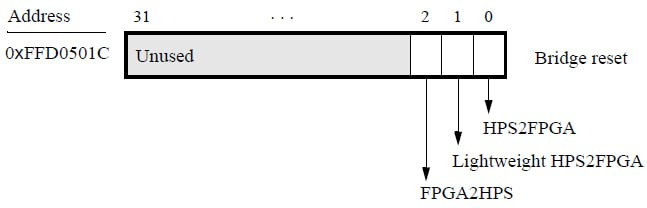 Address 31 . . . 2 1 0
0xFFD0501C Unused Bridge reset
HPS2FPGA
Lightweight HPS2FPGA
FPGA2HPS